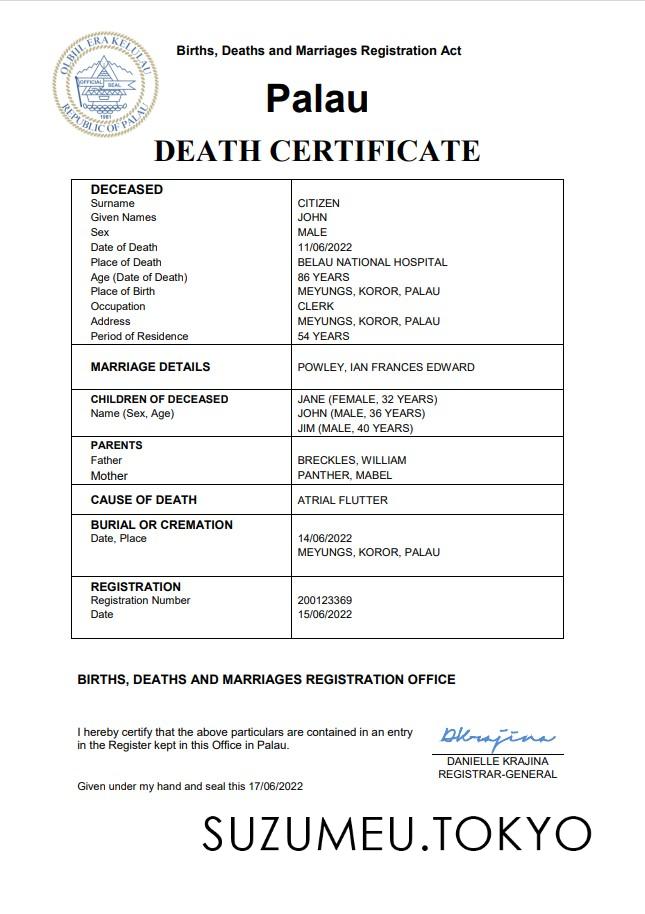 OLBIIL ERA KELULAU
OFFICIAL SEAL
1981
REPUBLIC OF PALAU
Births, Deaths and Marriages Registration Act
Palau
DEATH CERTIFICATE
DECEASED
Surname CITIZEN
Given Names JOHN
Sex MALE
Date of Death 11/06/2022
Place of Death BELAU NATIONAL HOSPITAL
Age (Date of Death) 86 YEARS
Place of Birth MEYUNGS, KOROR, PALAU
Occupation CLERK
Address MEYUNGS, KOROR, PALAU
Period of Residence 54 YEARS
MARRIAGE DETAILS POWLEY, IAN FRANCES EDWARD
CHILDREN OF DECEASED JANE (FEMALE, 32 YEARS)
Name (Sex, Age) JOHN (MALE, 36 YEARS)
JIM (MALE, 40 YEARS)
PARENTS
Father BRECKLES, WILLIAM
Mother PANTHER, MABEL
CAUSE OF DEATH ATRIAL FLUTTER
BURIAL OR CREMATION
Date, Place 14/06/2022
MEYUNGS, KOROR, PALAU
REGISTRATION
Registration Number 200123369
Date 15/06/2022
BIRTHS, DEATHS AND MARRIAGES REGISTRATION OFFICE
I hereby certify that the above particulars are contained in an entry
in the Register kept in this Office in Palau.
DKrajina
DANIELLE KRAJINA
REGISTRAR-GENERAL
Given under my hand and seal this 17/06/2022
SUZUMEU.TOKYO